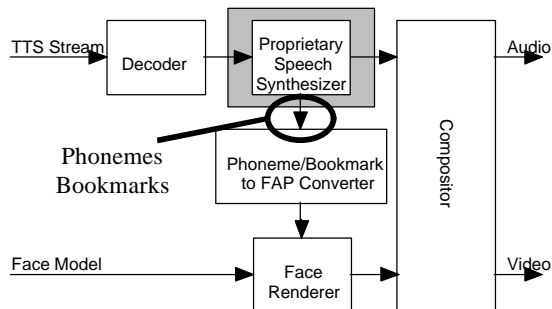 TTS Stream
Decoder
Proprietary
Speech
Synthesizer
Audio
Phonemes
Bookmarks
Phoneme/Bookmark
to FAP Converter
Compositor
Face Model
Face
Renderer
Video